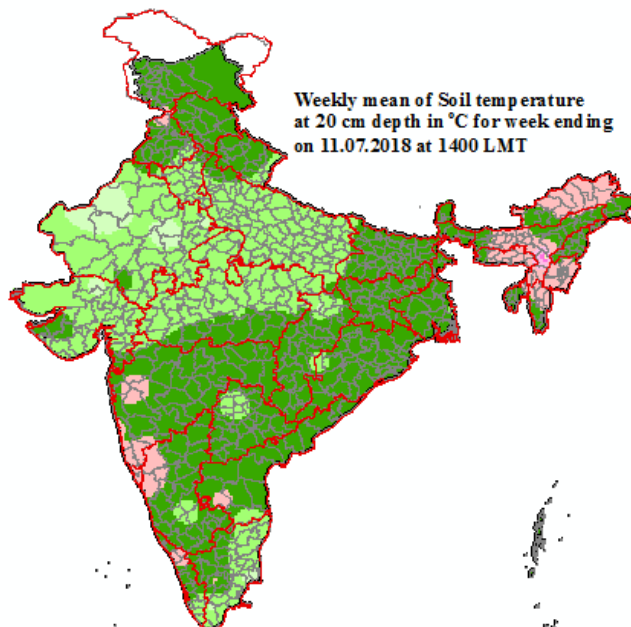 Weekly mean of Soil temperature
at 20 cm depth in °C for week ending
on 11.07.2018 at 1400 LMT